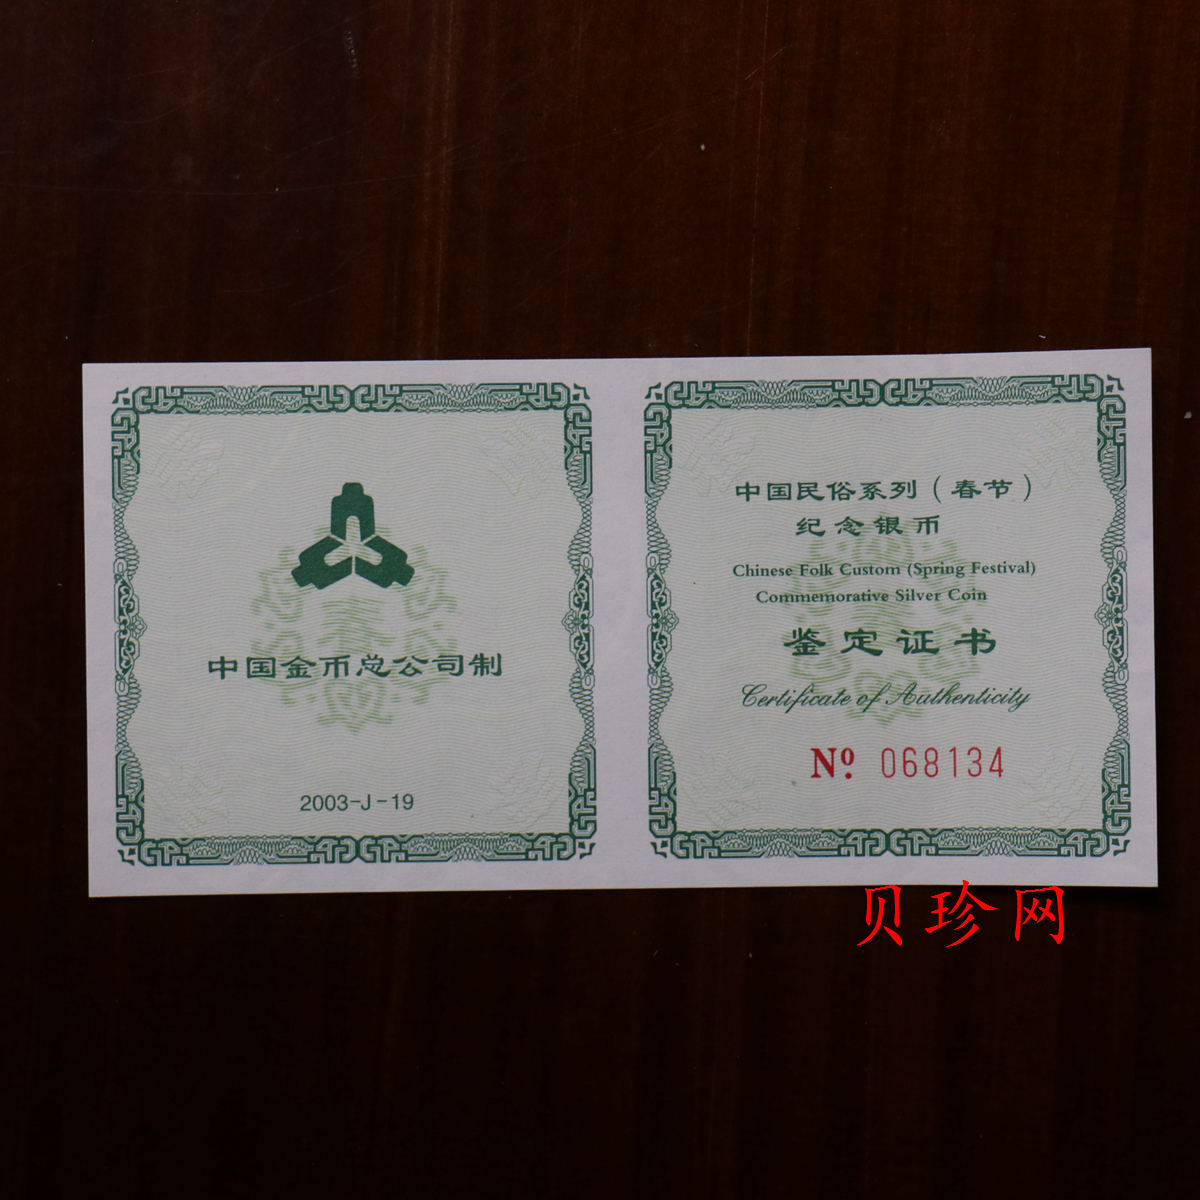 中国金币总公司制
2003-J-19
中国民俗系列(春节)
纪念银币
Chinese Folk Custom (Spring Festival)
Commemorative Silver Coin
鉴定证书
Certificate of Authenticity
Nº. 068134
贝珍网